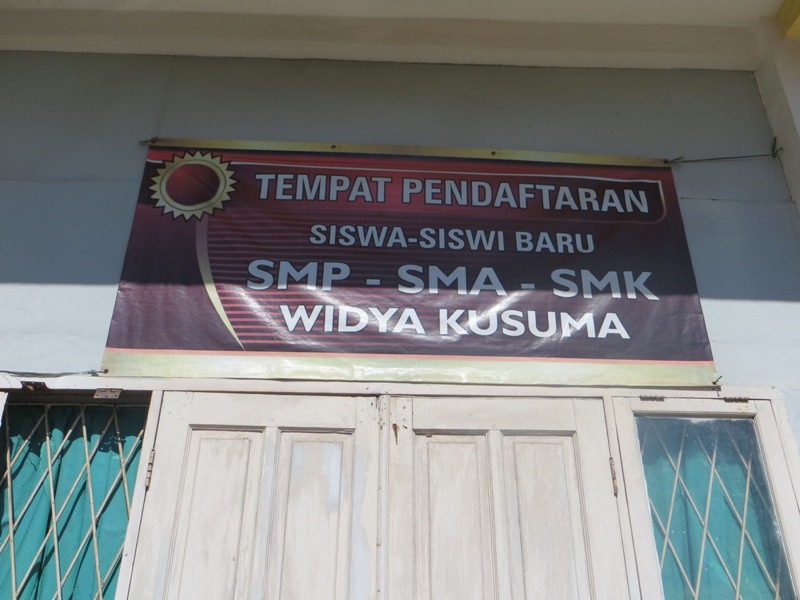 TEMPAT PENDAFTARAN
SISWA-SISWI BARU
SMP - SMA - SMK
WIDYA KUSUMA